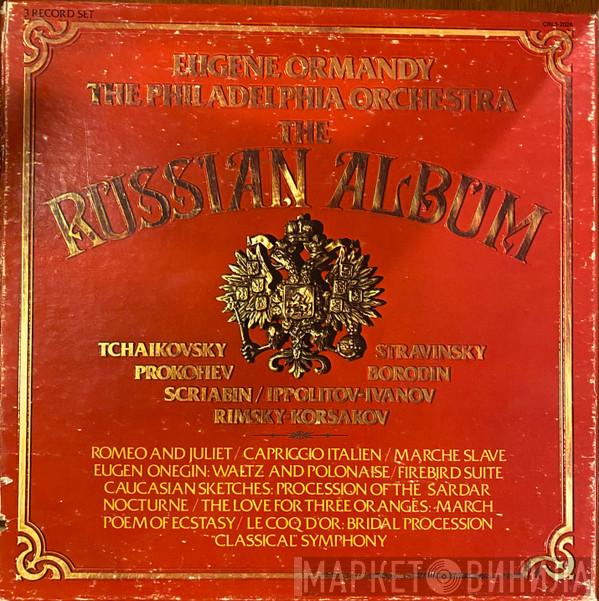 3 RECORD SET
CRL3-2026
EUGENE ORMANDY
THE PHILADELPHIA ORCHESTRA
THE
RUSSIAN ALBUM
TCHAIKOVSKY STRAVINSKY
PROKOFIEV BORODIN
SCRIABIN / IPPOLITOV-IVANOV
RIMSKY-KORSAKOV
ROMEO AND JULIET / CAPRIGGIO ITALIEN / MARCHE SLAVE
EUGEN ONEGIN: WALTZ AND POLONAISE / FIREBIRD SUITE
CAUCASIAN SKETCHES: PROCESSION OF THE SARDAR
NOCTURNE / THE LOVE FOR THREE ORANGES: MARCH
POEM OF ECSTASY / LE COQ D'OR: BRIDAL PROCESSION
"CLASSICAL" SYMPHONY
МАРКЕТ ВИНИЛА